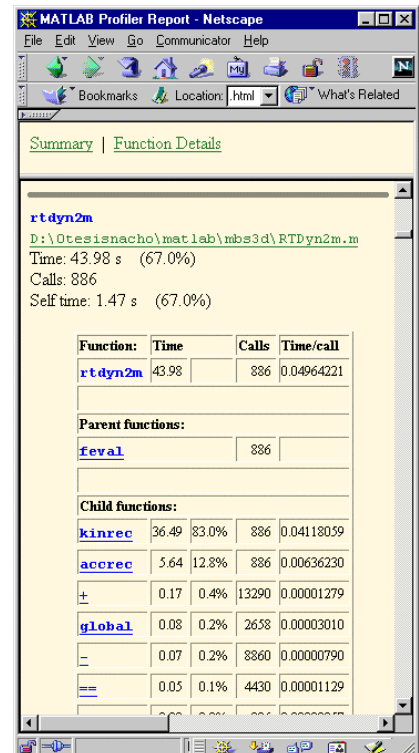 MATLAB Profiler Report - Netscape
File Edit View Go Communicator Help
My N
Bookmarks Location: .html What's Related
Summary | Function Details
rtdyn2m
D:\Otesisnacho\matlab\mbs3d\RTDyn2m.m
Time: 43.98 s (67.0%)
Calls: 886
Self time: 1.47 s (67.0%)
Function: Time Calls Time/call
rtdyn2m 43.98 886 0.04964221
Parent functions:
feval 886
Child functions:
kinrec 36.49 83.0% 886 0.04118059
accrec 5.64 12.8% 886 0.00636230
+ 0.17 0.4% 13290 0.00001279
global 0.08 0.2% 2658 0.00003010
- 0.07 0.2% 8860 0.00000790
== 0.05 0.1% 4430 0.00001129